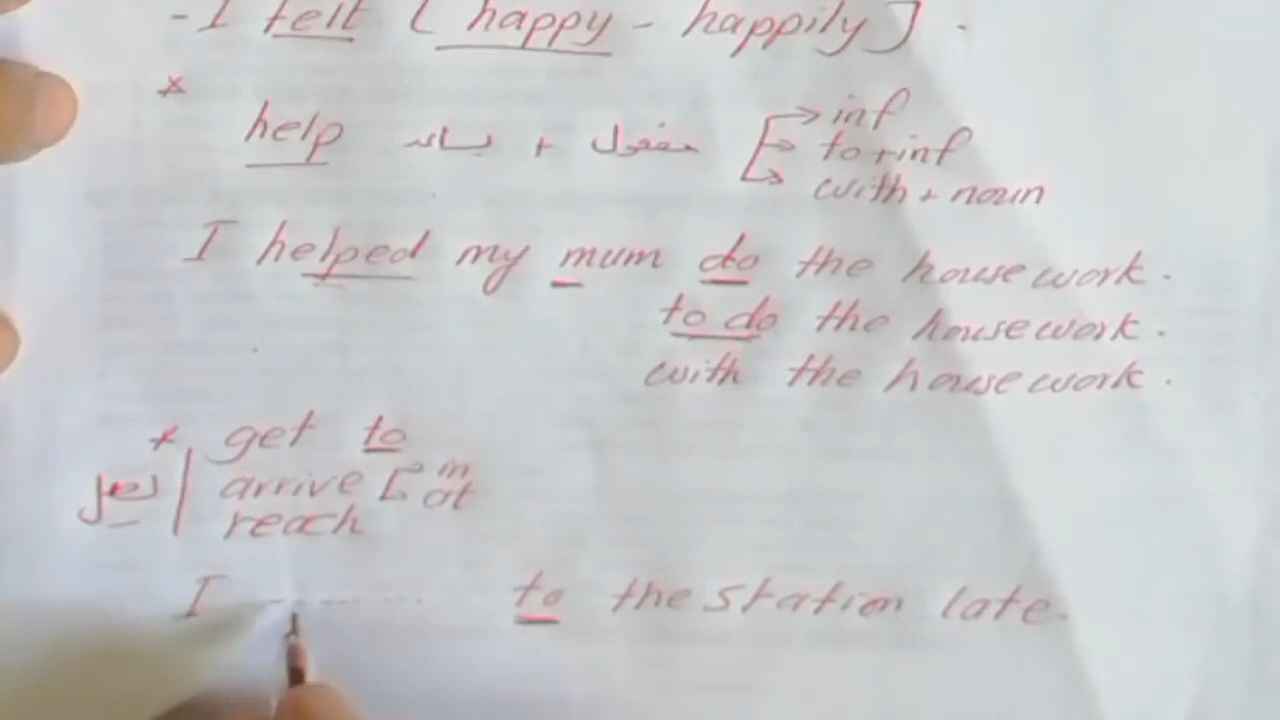 - I felt [ happy - happily ] .
* help يساعد + مفعول → inf
→ to + inf
→ with + noun
I helped my mum do the housework .
to do the housework .
with the housework .
* get to
يصل | arrive [ in at
reach
I ........ to the station late.